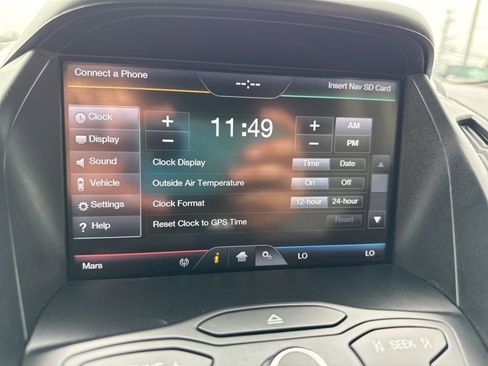 Connect a Phone
--:--
Insert Nav SD Card
Clock
Display
Sound
Vehicle
Settings
? Help
+ 11:49 + AM
- - PM
Clock Display Time Date
Outside Air Temperature On Off
Clock Format 12-hour 24-hour
Reset Clock to GPS Time Reset
Mars i LO LO
SEEK